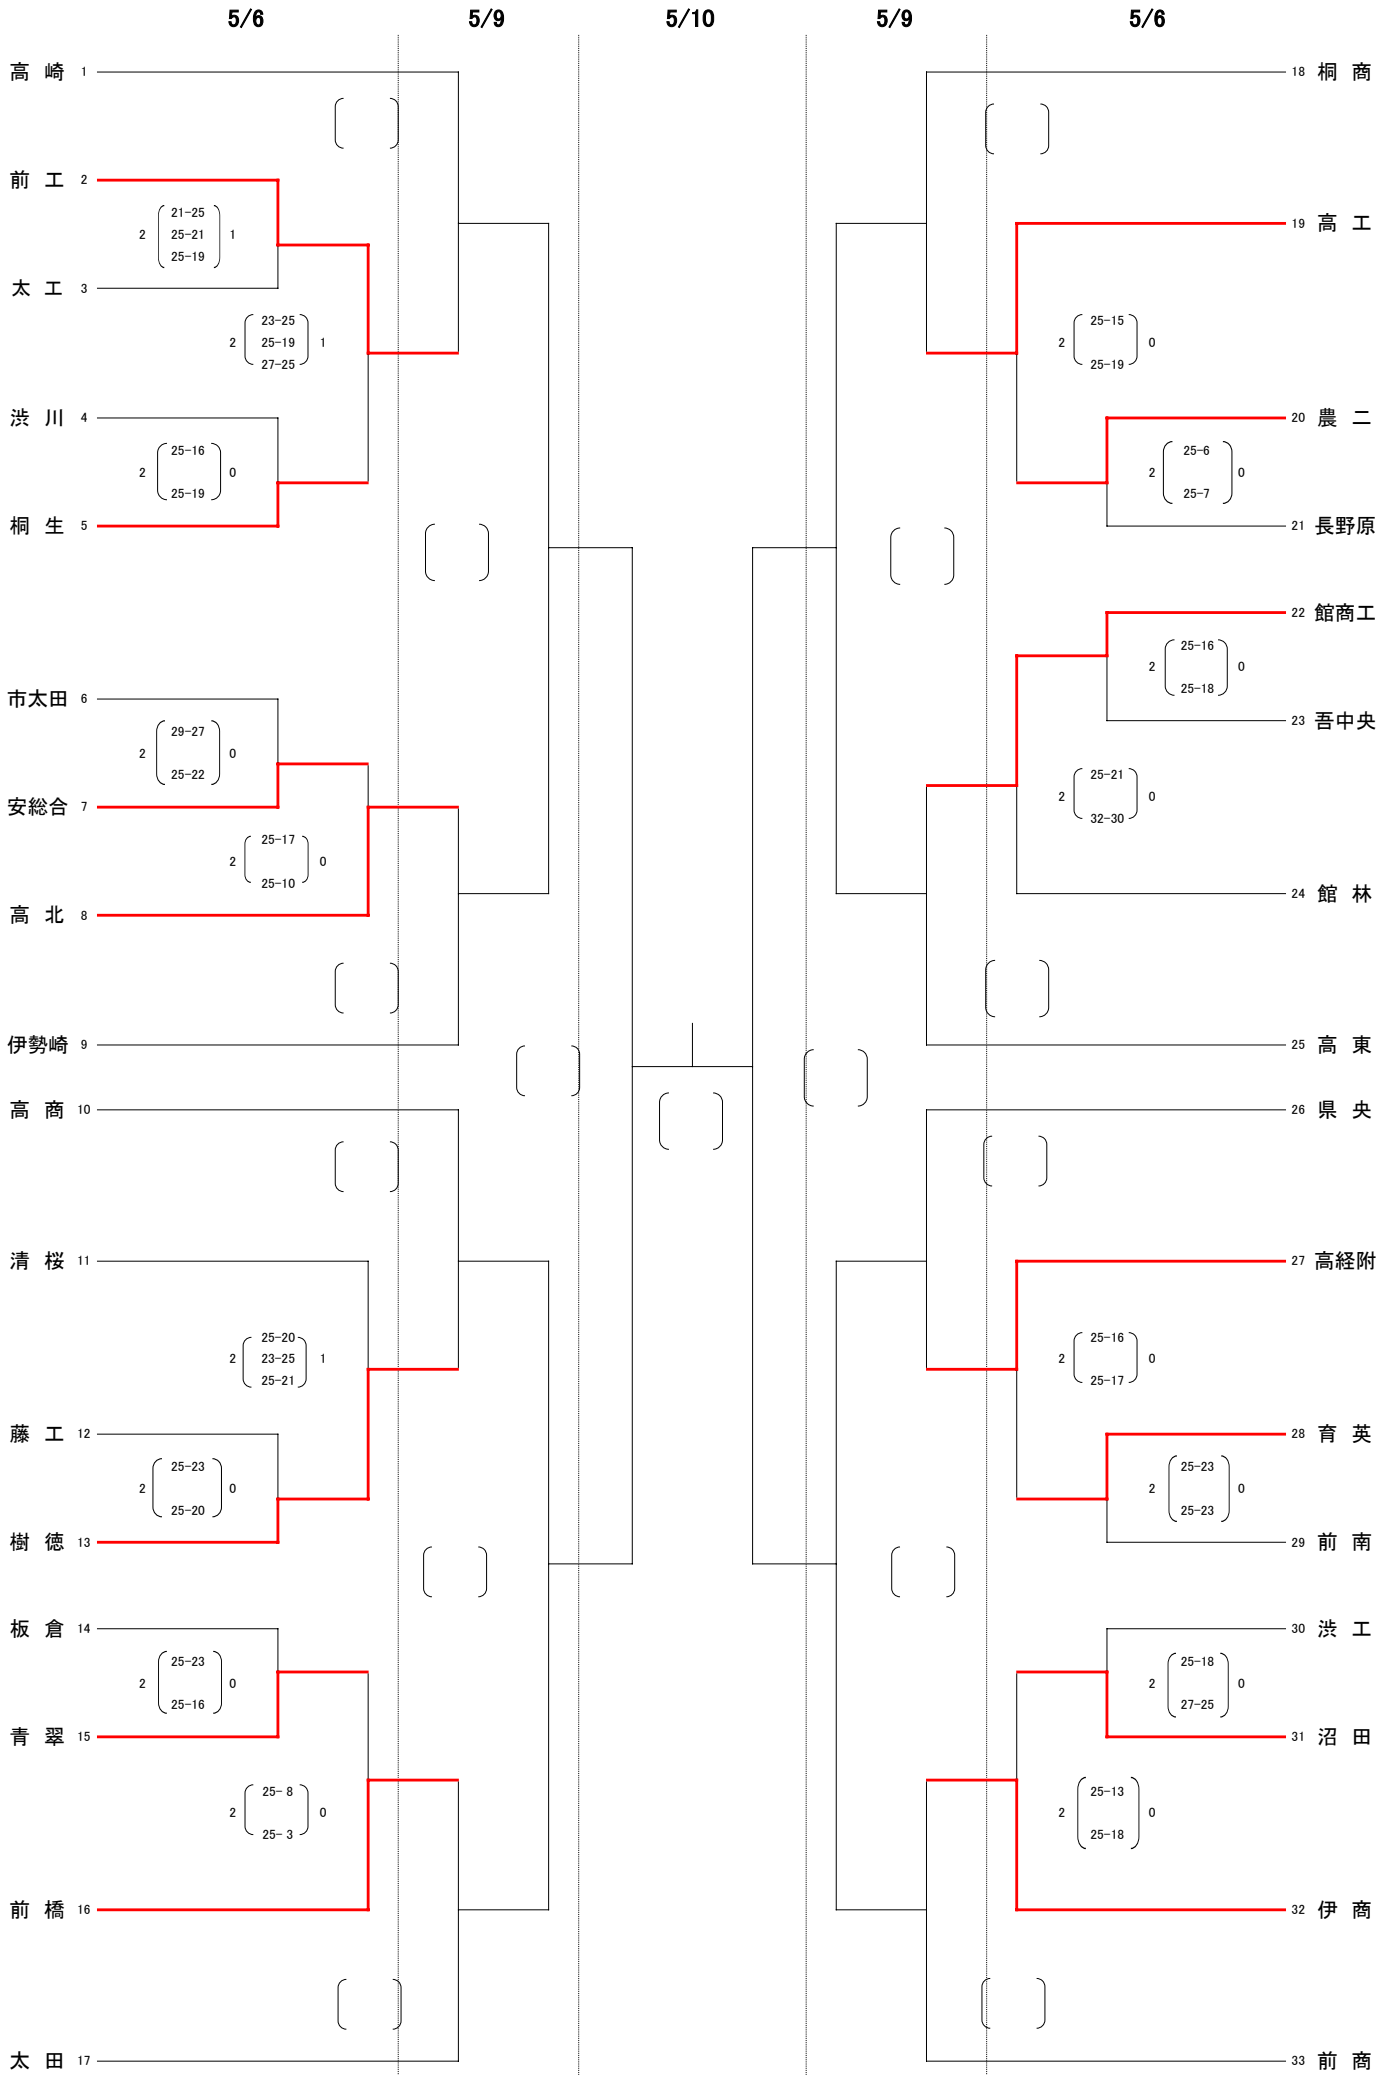 5/6 5/9 5/10 5/9 5/6
高 崎 1
前 工 2
21-25
2 25-21 1
25-19
太 工 3
23-25
2 25-19 1
27-25
渋 川 4
25-16
2 0
25-19
桐 生 5
市太田 6
29-27
2 0
25-22
安総合 7
25-17
2 0
25-10
高 北 8
伊勢崎 9
高 商 10
清 桜 11
25-20
2 23-25 1
25-21
藤 工 12
25-23
2 0
25-20
樹 徳 13
板 倉 14
25-23
2 0
25-16
青 翠 15
25- 8
2 0
25- 3
前 橋 16
太 田 17
18 桐 商
19 高 工
25-15
2 0
25-19
20 農 二
25-6
2 0
25-7
21 長野原
22 館商工
25-16
2 0
25-18
23 吾中央
25-21
2 0
32-30
24 館 林
25 高 東
26 県 央
27 高経附
25-16
2 0
25-17
28 育 英
25-23
2 0
25-23
29 前 南
30 渋 工
25-18
2 0
27-25
31 沼 田
25-13
2 0
25-18
32 伊 商
33 前 商